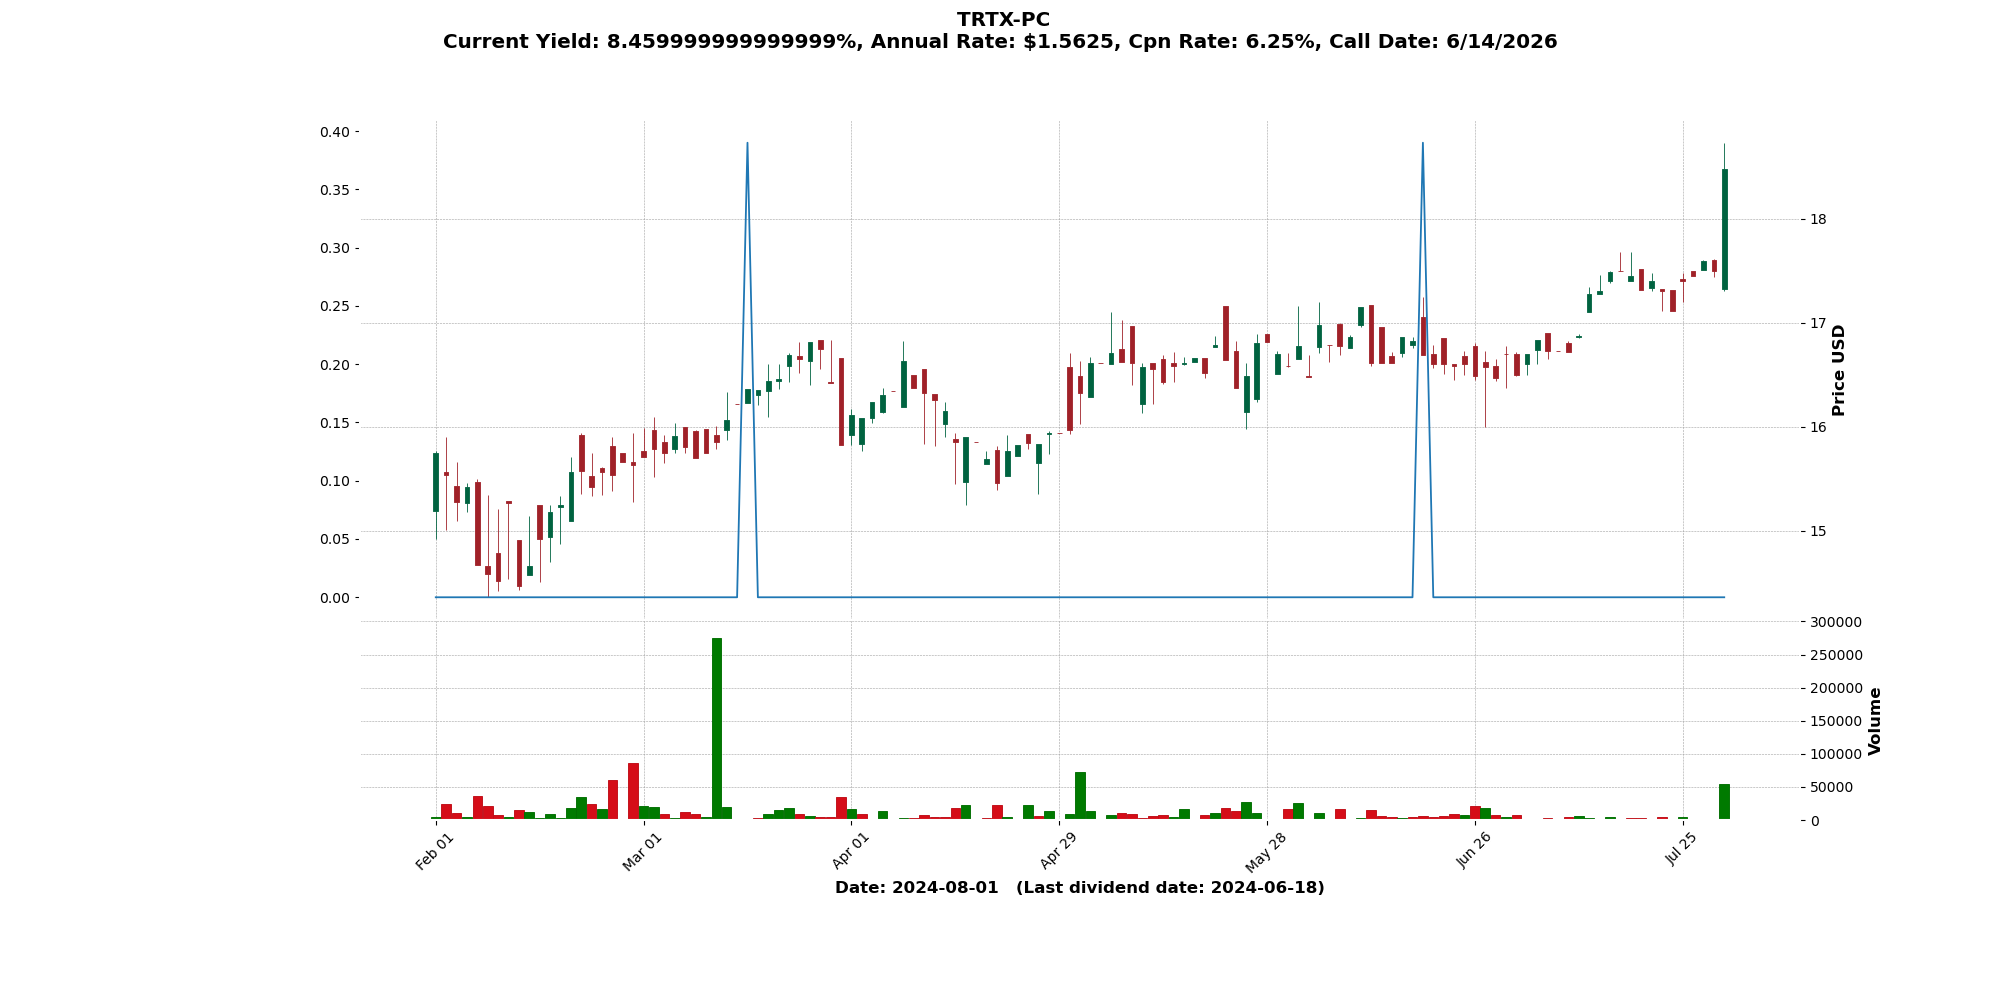 TRTX-PC
Current Yield: 8.459999999999999%, Annual Rate: $1.5625, Cpn Rate: 6.25%, Call Date: 6/14/2026
0.40
0.35
0.30
0.25
0.20
0.15
0.10
0.05
0.00
18
17
16
15
Price USD
300000
250000
200000
150000
100000
50000
0
Volume
Feb 01
Mar 01
Apr 01
Apr 29
May 28
Jun 26
Jul 25
Date: 2024-08-01 (Last dividend date: 2024-06-18)